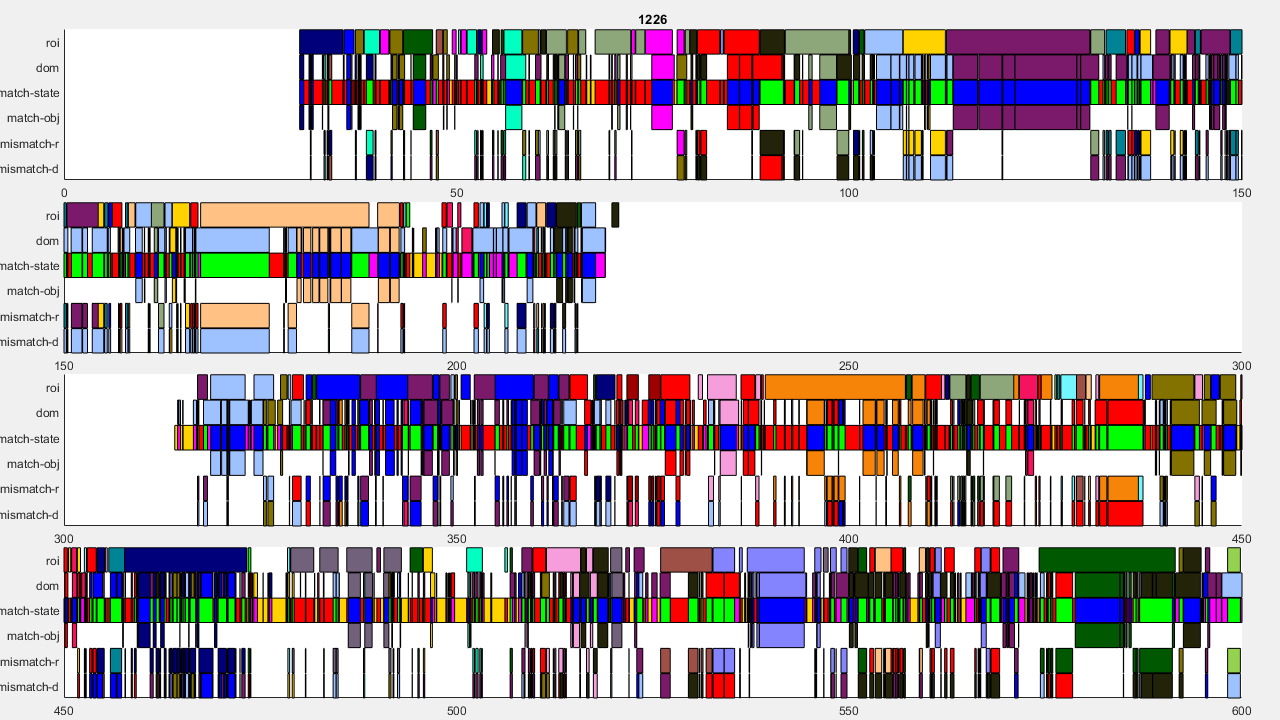 1226
roi
dom
match-state
match-obj
mismatch-r
mismatch-d
0 50 100 150
roi
dom
match-state
match-obj
mismatch-r
mismatch-d
150 200 250 300
roi
dom
match-state
match-obj
mismatch-r
mismatch-d
300 350 400 450
roi
dom
match-state
match-obj
mismatch-r
mismatch-d
450 500 550 600